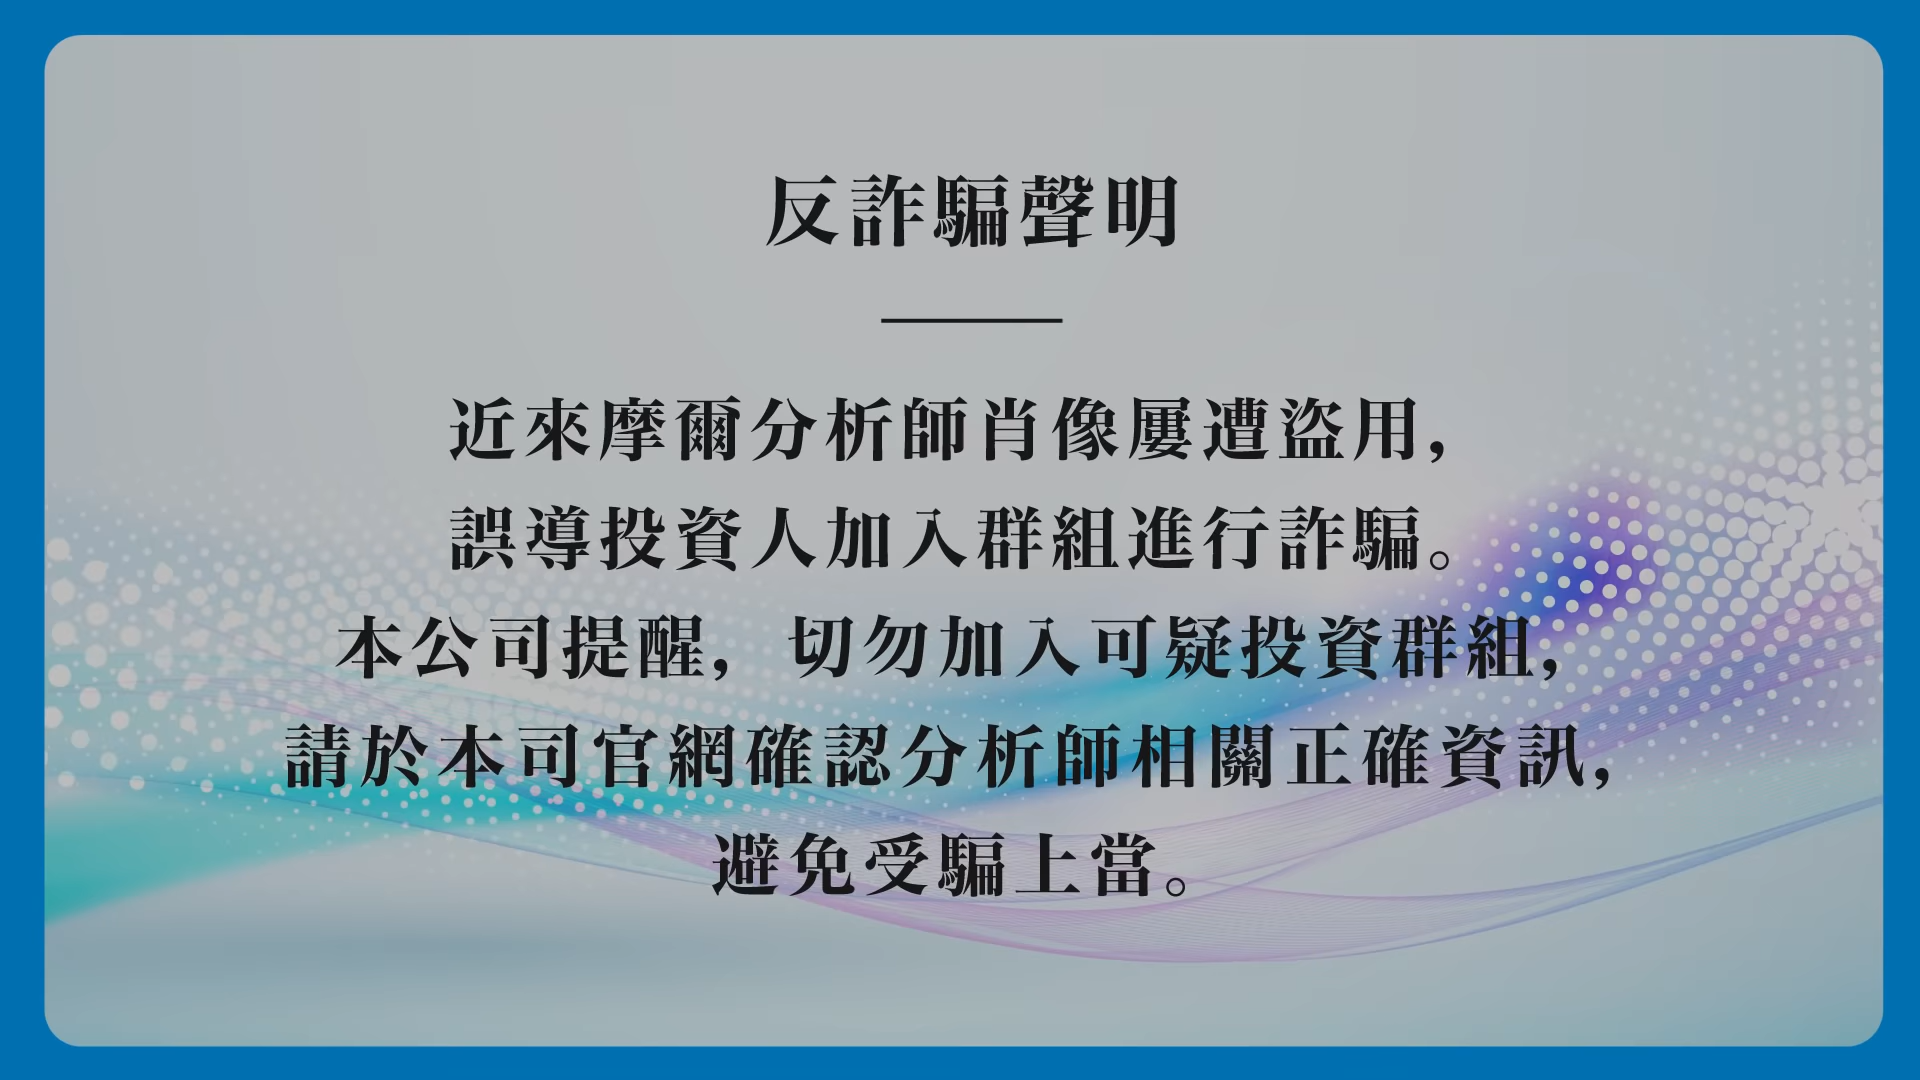 反詐騙聲明
近來摩爾分析師肖像屢遭盜用，
誤導投資人加入群組進行詐騙。
本公司提醒，切勿加入可疑投資群組，
請於本司官網確認分析師相關正確資訊，
避免受騙上當。